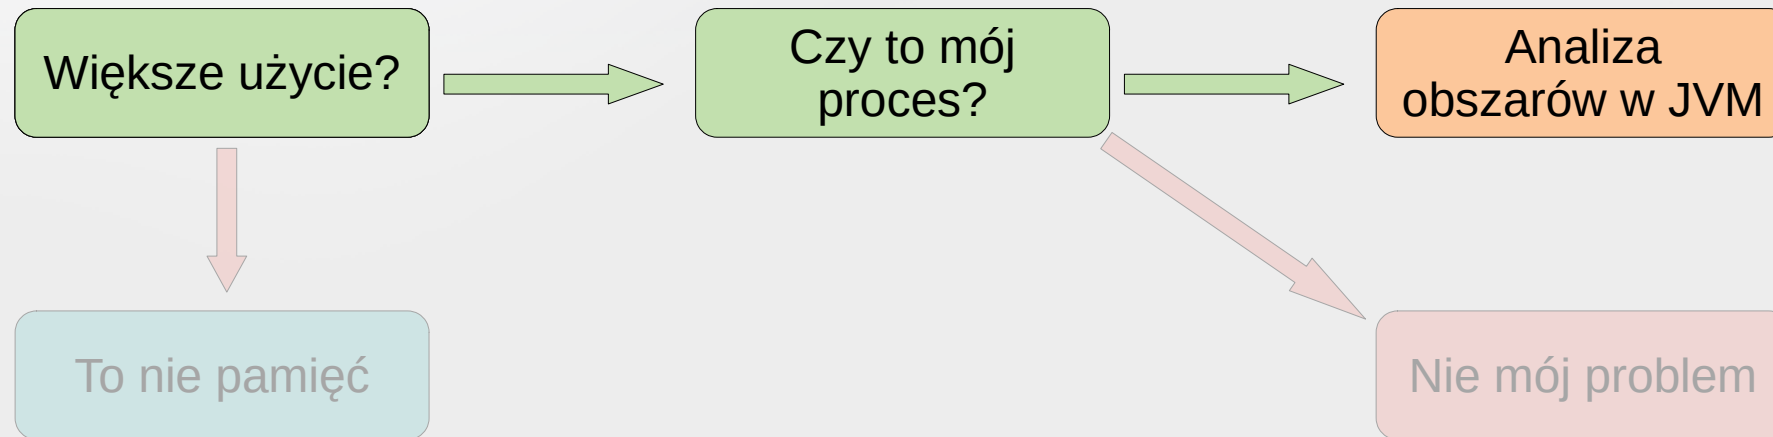 Większe użycie?
Czy to mój
proces?
Analiza
obszarów w JVM
To nie pamięć
Nie mój problem